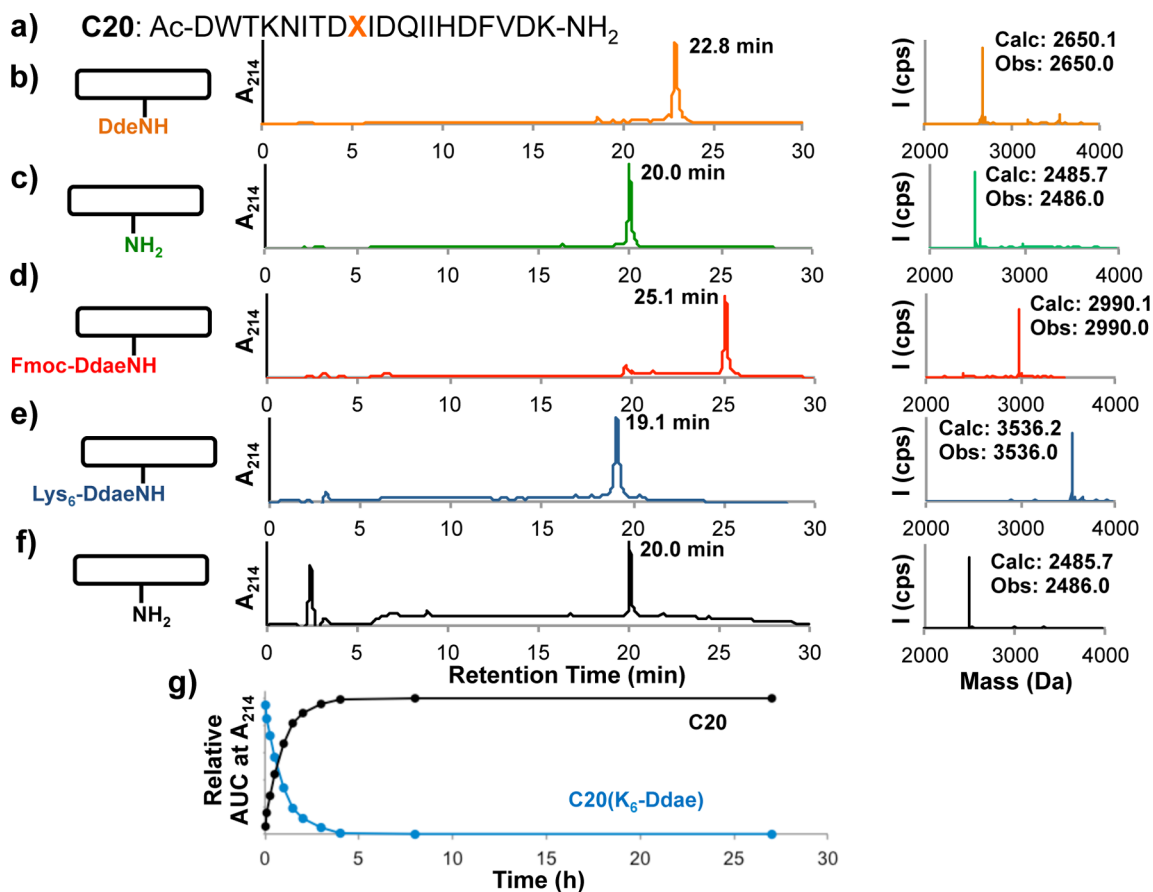 a) C20: Ac-DWTKNITDXIDQIIHDFVDK-NH2
b)
DdeNH
A214
22.8 min
0 5 10 15 20 25 30
I (cps)
Calc: 2650.1
Obs: 2650.0
2000 3000 4000
c)
NH2
A214
20.0 min
0 5 10 15 20 25 30
I (cps)
Calc: 2485.7
Obs: 2486.0
2000 3000 4000
d)
Fmoc-DdaeNH
A214
25.1 min
0 5 10 15 20 25 30
I (cps)
Calc: 2990.1
Obs: 2990.0
2000 3000 4000
e)
Lys6-DdaeNH
A214
19.1 min
0 5 10 15 20 25 30
I (cps)
Calc: 3536.2
Obs: 3536.0
2000 3000 4000
f)
NH2
A214
20.0 min
0 5 10 15 20 25 30
Retention Time (min)
I (cps)
Calc: 2485.7
Obs: 2486.0
2000 3000 4000
Mass (Da)
g)
Relative
AUC at A214
C20
C20(K6-Ddae)
0 5 10 15 20 25 30
Time (h)